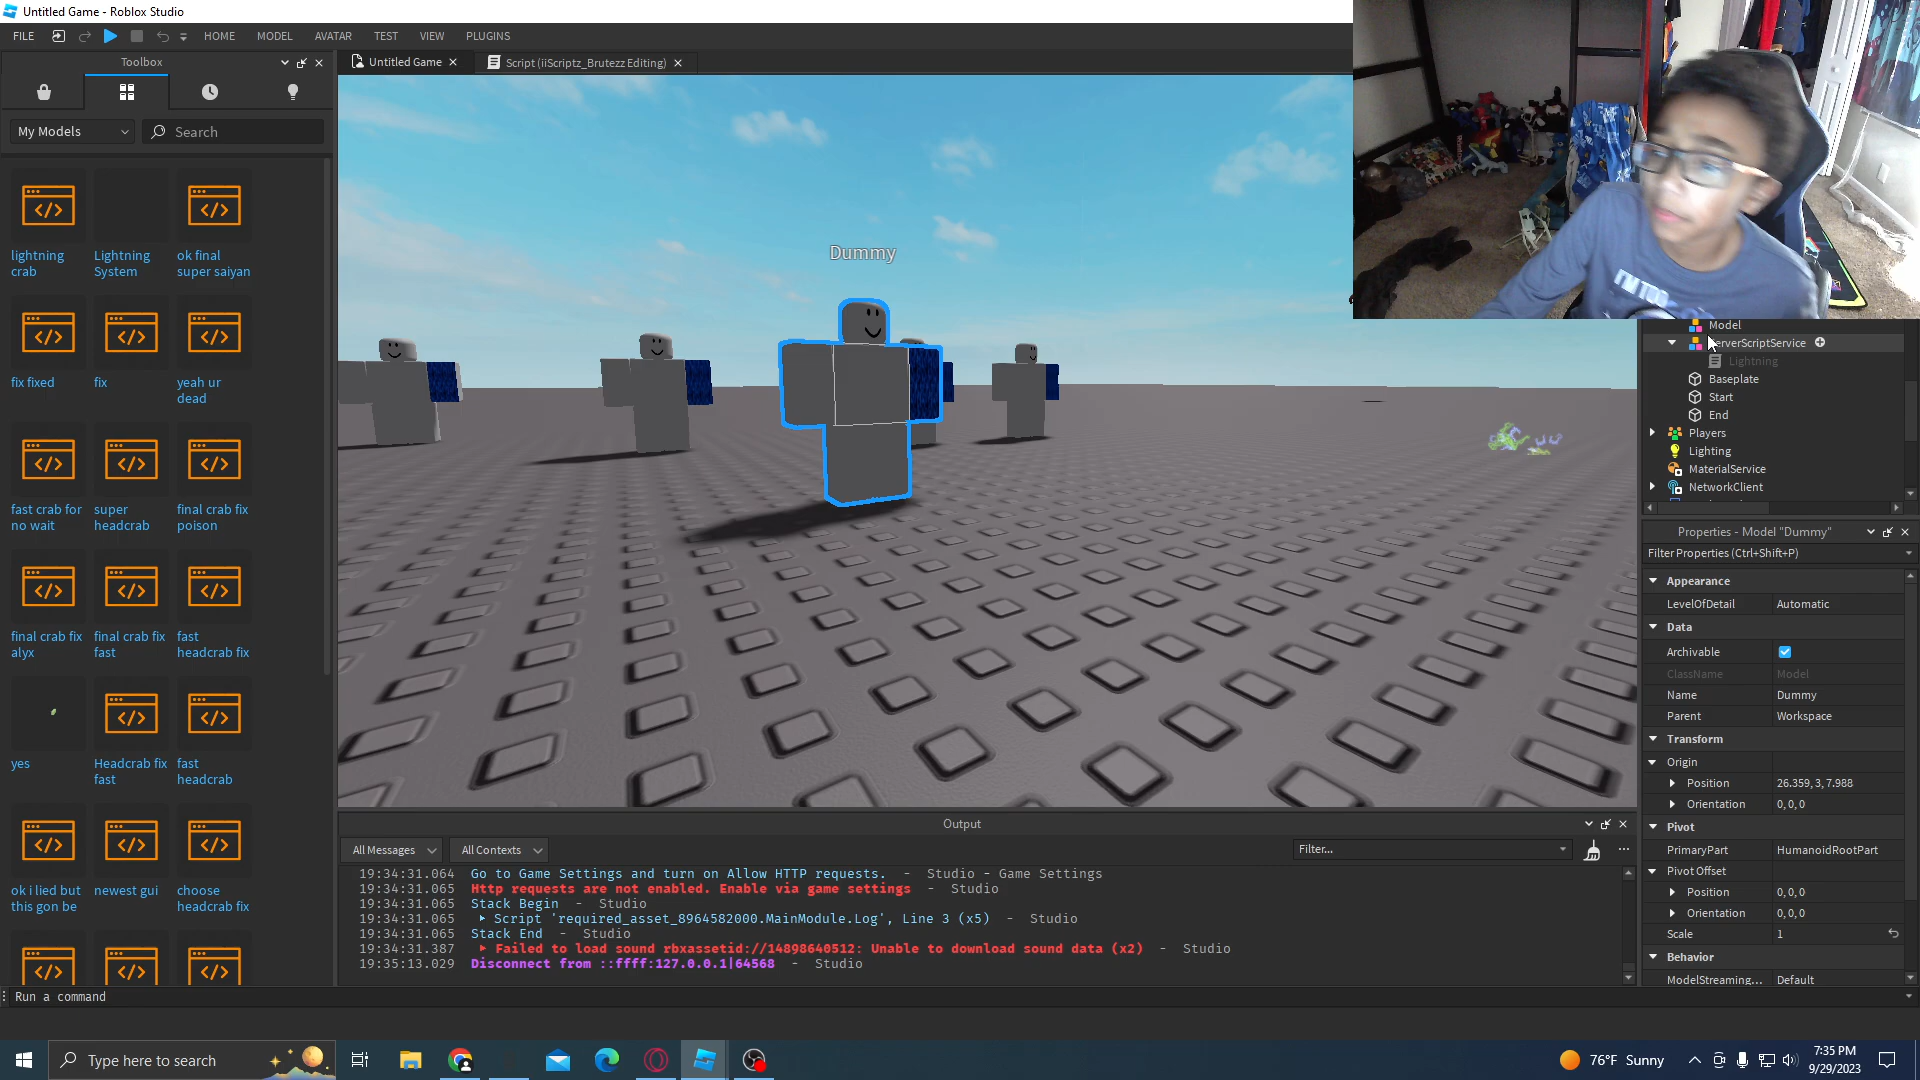 Untitled Game - Roblox Studio
FILE
HOME
MODEL
AVATAR
TEST
VIEW
PLUGINS
Toolbox
Untitled Game
Script (iiScriptz_Brutezz Editing)
My Models
Search
lightning
crab
Lightning
System
ok final
super saiyan
fix fixed
fix
yeah ur
dead
fast crab for
no wait
super
headcrab
final crab fix
poison
final crab fix
alyx
final crab fix
fast
fast
headcrab fix
yes
Headcrab fix
fast
fast
headcrab
ok i lied but
this gon be
newest gui
choose
headcrab fix
Dummy
Model
erverScriptService
Lightning
Baseplate
Start
End
Players
Lighting
MaterialService
NetworkClient
Properties - Model "Dummy"
Filter Properties (Ctrl+Shift+P)
Appearance
LevelOfDetail
Automatic
Data
Archivable
ClassName
Model
Name
Dummy
Parent
Workspace
Transform
Origin
Position
26.359, 3, 7.988
Orientation
0, 0, 0
Pivot
PrimaryPart
HumanoidRootPart
Pivot Offset
Position
0, 0, 0
Orientation
0, 0, 0
Scale
1
Behavior
ModelStreaming...
Default
Output
All Messages
All Contexts
Filter...
19:34:31.064 Go to Game Settings and turn on Allow HTTP requests. - Studio - Game Settings
19:34:31.065 Http requests are not enabled. Enable via game settings - Studio
19:34:31.065 Stack Begin - Studio
19:34:31.065 Script 'required_asset_8964582000.MainModule.Log', Line 3 (x5) - Studio
19:34:31.065 Stack End - Studio
19:34:31.387 Failed to load sound rbxassetid://14898640512: Unable to download sound data (x2) - Studio
19:35:13.029 Disconnect from ::ffff:127.0.0.1|64568 - Studio
Run a command
Type here to search
76°F Sunny
7:35 PM
9/29/2023